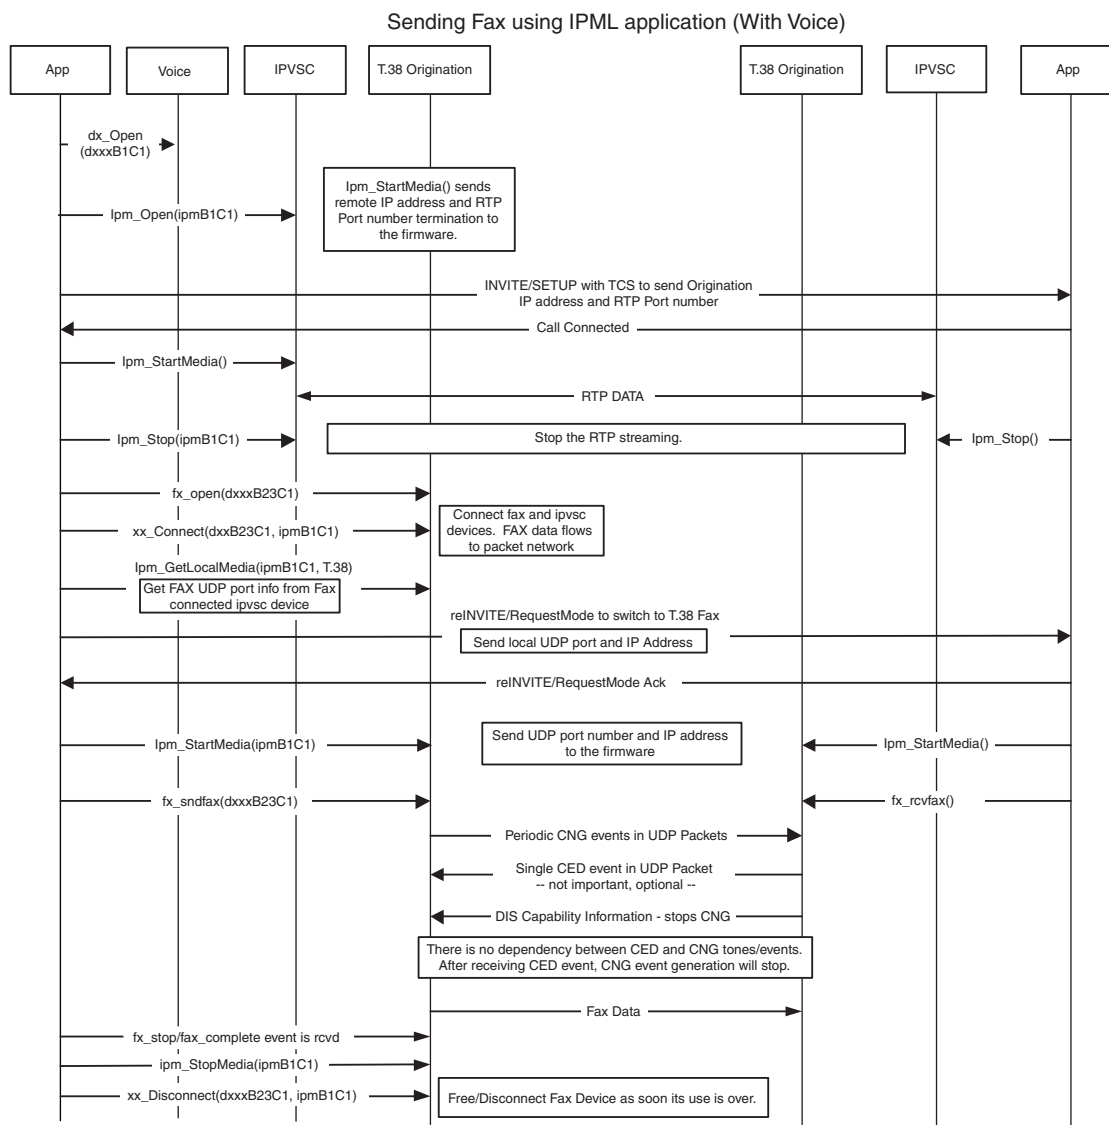 Sending Fax using IPML application (With Voice)
App
Voice
IPVSC
T.38 Origination
T.38 Origination
IPVSC
App
dx_Open
(dxxxB1C1)
Ipm_StartMedia() sends
remote IP address and RTP
Port number termination to
the firmware.
Ipm_Open(ipmB1C1)
INVITE/SETUP with TCS to send Origination
IP address and RTP Port number
Call Connected
Ipm_StartMedia()
RTP DATA
Ipm_Stop(ipmB1C1)
Stop the RTP streaming.
Ipm_Stop()
fx_open(dxxxB23C1)
xx_Connect(dxxB23C1, ipmB1C1)
Connect fax and ipvsc
devices. FAX data flows
to packet network
Ipm_GetLocalMedia(ipmB1C1, T.38)
Get FAX UDP port info from Fax
connected ipvsc device
reINVITE/RequestMode to switch to T.38 Fax
Send local UDP port and IP Address
reINVITE/RequestMode Ack
Ipm_StartMedia(ipmB1C1)
Send UDP port number and IP address
to the firmware
Ipm_StartMedia()
fx_sndfax(dxxxB23C1)
fx_rcvfax()
Periodic CNG events in UDP Packets
Single CED event in UDP Packet
-- not important, optional --
DIS Capability Information - stops CNG
There is no dependency between CED and CNG tones/events.
After receiving CED event, CNG event generation will stop.
Fax Data
fx_stop/fax_complete event is rcvd
ipm_StopMedia(ipmB1C1)
xx_Disconnect(dxxxB23C1, ipmB1C1)
Free/Disconnect Fax Device as soon its use is over.